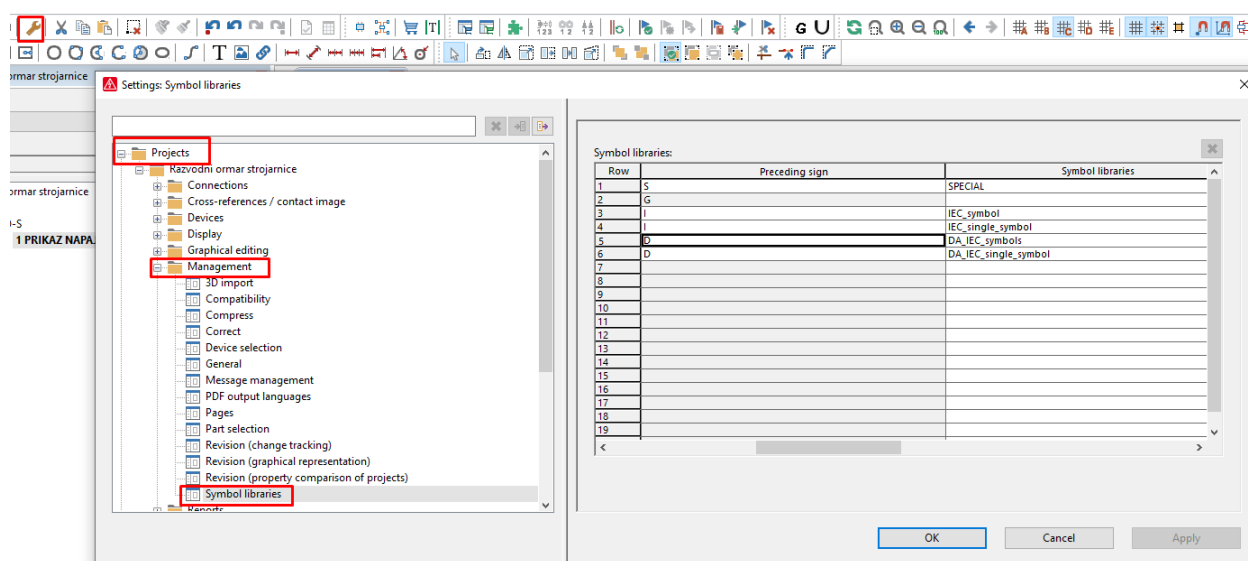 G
ormar strojarnice
Settings: Symbol libraries
Projects
Razvodni ormar strojarnice
Connections
Cross-references / contact image
Devices
Display
Graphical editing
Management
3D import
Compatibility
Compress
Correct
Device selection
General
Message management
PDF output languages
Pages
Part selection
Revision (change tracking)
Revision (graphical representation)
Revision (property comparison of projects)
Symbol libraries
Reports
ormar strojarnice
-S
1 PRIKAZ NAPA
Symbol libraries:
Row Preceding sign Symbol libraries
1 S SPECIAL
2 G
3 I IEC_symbol
4 I IEC_single_symbol
5 D DA_IEC_symbols
6 D DA_IEC_single_symbol
7
8
9
10
11
12
13
14
15
16
17
18
19
OK Cancel Apply